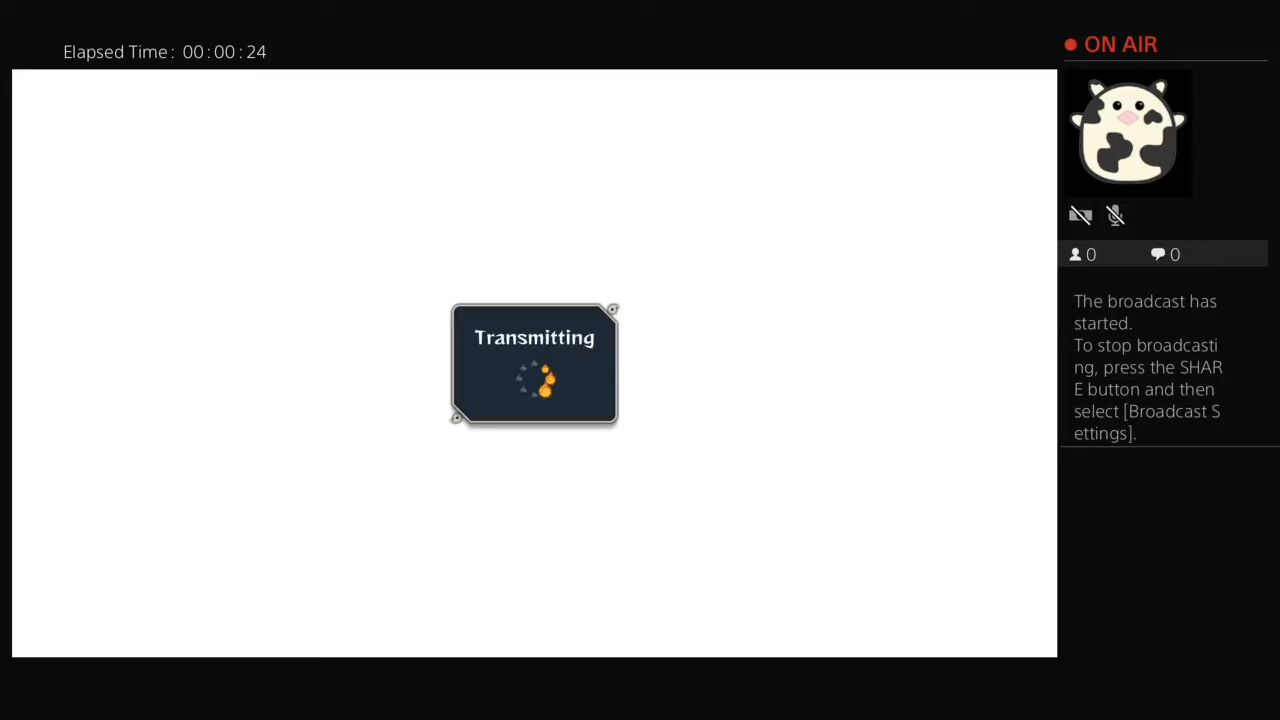 Elapsed Time: 00:00:24
ON AIR
0 0
Transmitting
The broadcast has
started.
To stop broadcasti
ng, press the SHAR
E button and then
select [Broadcast S
ettings].